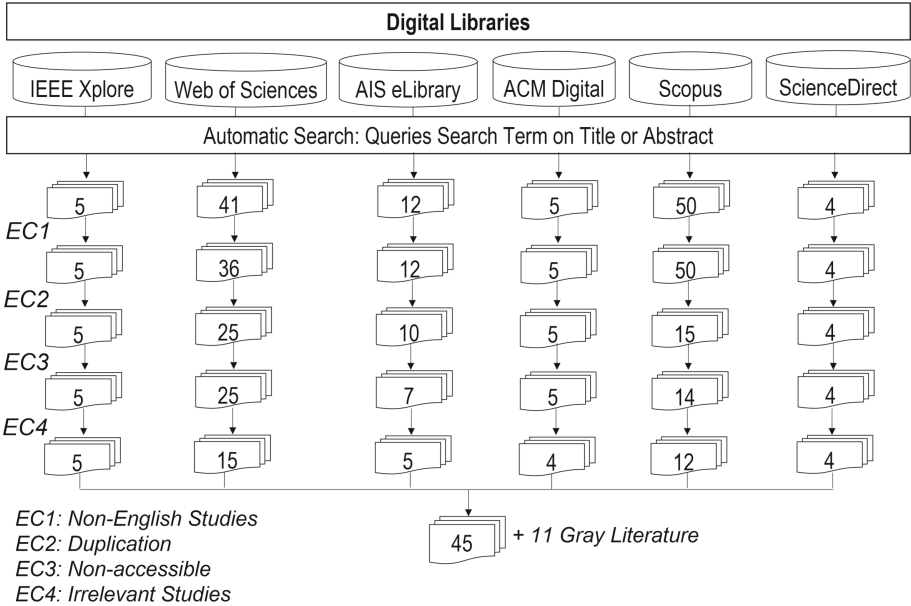 Digital Libraries
IEEE Xplore Web of Sciences AIS eLibrary ACM Digital Scopus ScienceDirect
Automatic Search: Queries Search Term on Title or Abstract
5 41 12 5 50 4
EC1
5 36 12 5 50 4
EC2
5 25 10 5 15 4
EC3
5 25 7 5 14 4
EC4
5 15 5 4 12 4
45 + 11 Gray Literature
EC1: Non-English Studies
EC2: Duplication
EC3: Non-accessible
EC4: Irrelevant Studies